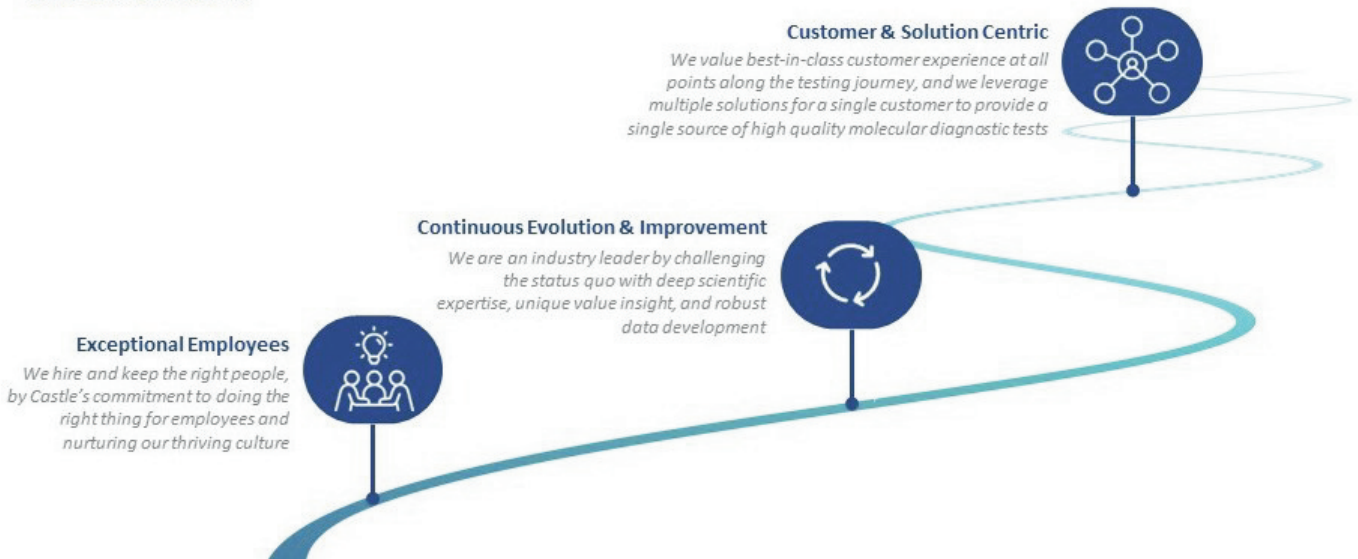 Customer & Solution Centric
We value best-in-class customer experience at all
points along the testing journey, and we leverage
multiple solutions for a single customer to provide a
single source of high quality molecular diagnostic tests
Continuous Evolution & Improvement
We are an industry leader by challenging
the status quo with deep scientific
expertise, unique value insight, and robust
data development
Exceptional Employees
We hire and keep the right people,
by Castle's commitment to doing the
right thing for employees and
nurturing our thriving culture